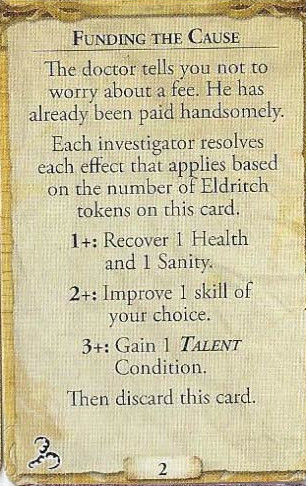 FUNDING THE CAUSE
The doctor tells you not to
worry about a fee. He has
already been paid handsomely.
Each investigator resolves
each effect that applies based
on the number of Eldritch
tokens on this card.
1+: Recover 1 Health
and 1 Sanity.
2+: Improve 1 skill of
your choice.
3+: Gain 1 TALENT
Condition.
Then discard this card.
2